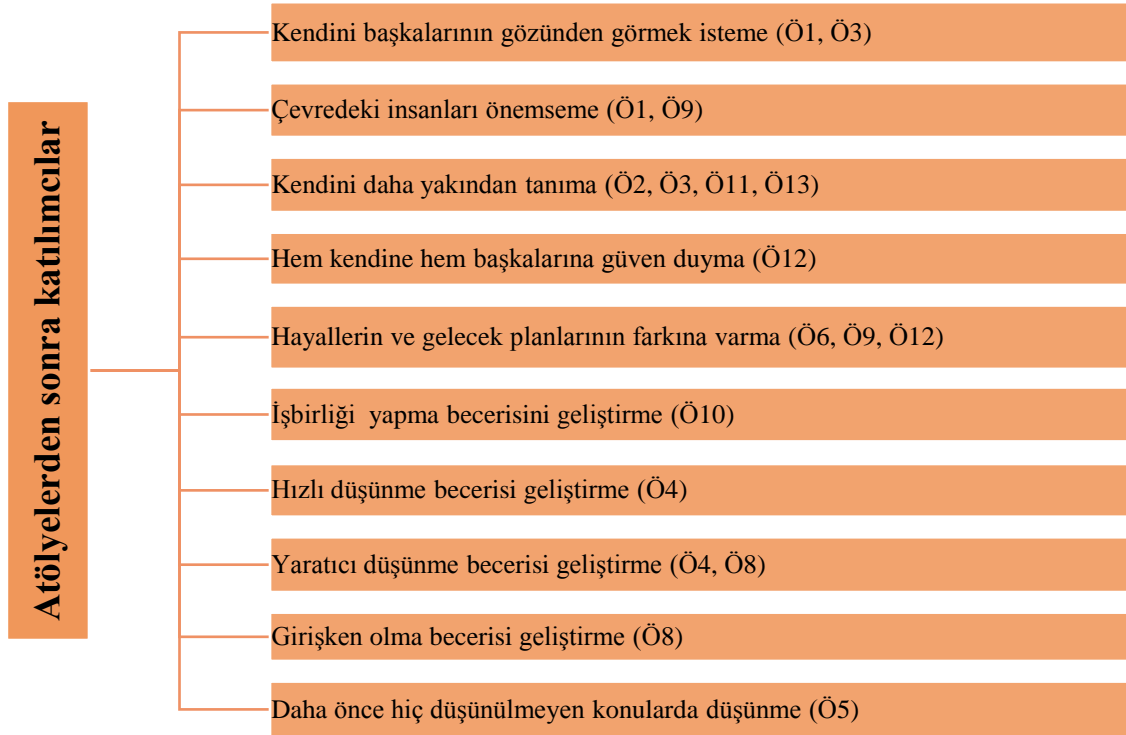 Atölyelerden sonra katılımcılar
Kendini başkalarının gözünden görmek isteme (Ö1, Ö3)
Çevredeki insanları önemseme (Ö1, Ö9)
Kendini daha yakından tanıma (Ö2, Ö3, Ö11, Ö13)
Hem kendine hem başkalarına güven duyma (Ö12)
Hayallerin ve gelecek planlarının farkına varma (Ö6, Ö9, Ö12)
İşbirliği  yapma becerisini geliştirme (Ö10)
Hızlı düşünme becerisi geliştirme (Ö4)
Yaratıcı düşünme becerisi geliştirme (Ö4, Ö8)
Girişken olma becerisi geliştirme (Ö8)
Daha önce hiç düşünülmeyen konularda düşünme (Ö5)